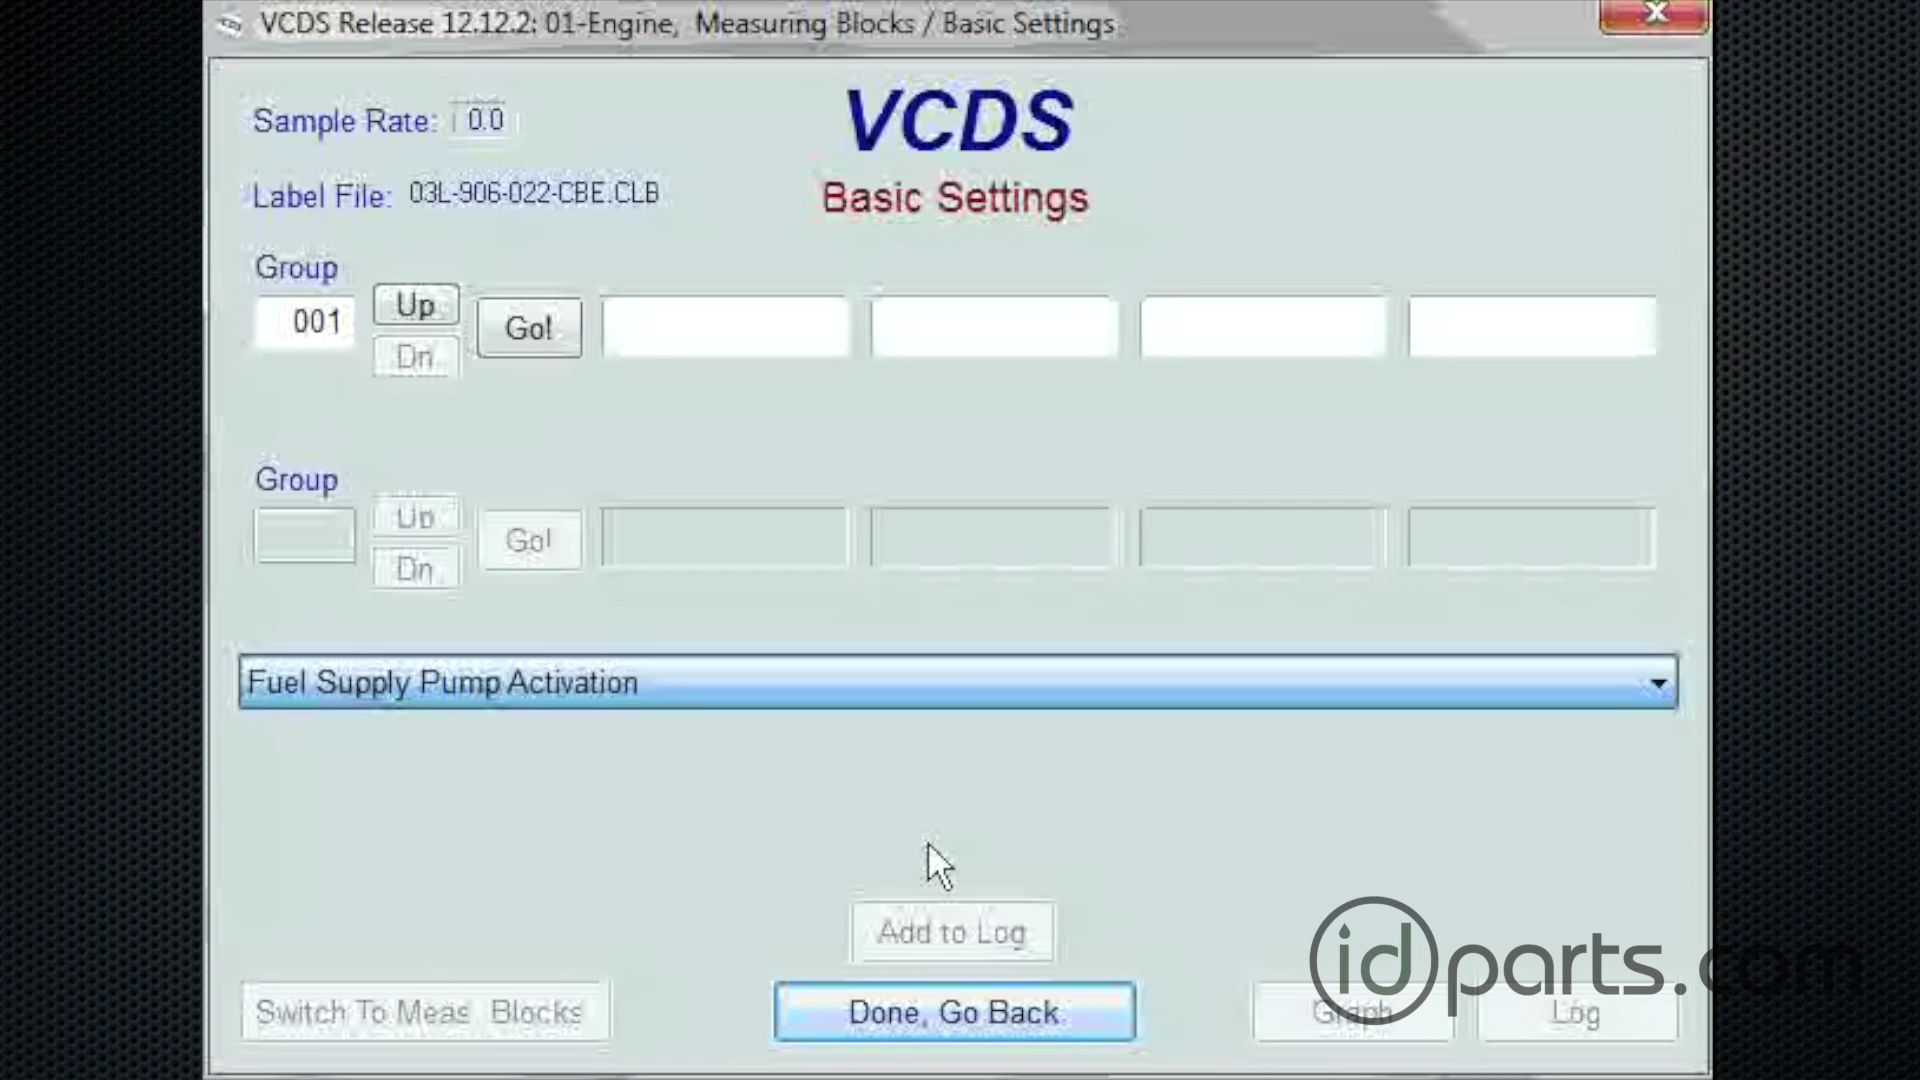 VCDS Release 12.12.2: 01-Engine, Measuring Blocks / Basic Settings
VCDS
Sample Rate: 0.0
Label File: 03L-906-022-CBE.CLB
Basic Settings
Group
001
Up
Dn
Go!
Group
Up
Dn
Go!
Fuel Supply Pump Activation
Add to Log
Switch To Meas. Blocks
Done, Go Back
Graph
Log
idparts.com